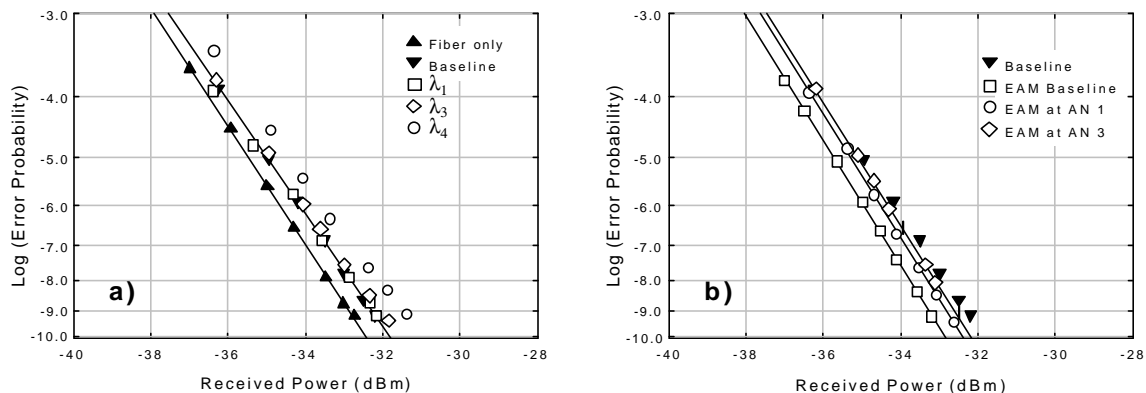 -3.0
-4.0
-5.0
-6.0
-7.0
-8.0
-9.0
-10.0
Log (Error Probability)
-40 -38 -36 -34 -32 -30 -28
Received Power (dBm)
a)
Fiber only
Baseline
λ1
λ3
λ4
-3.0
-4.0
-5.0
-6.0
-7.0
-8.0
-9.0
-10.0
Log (Error Probability)
-40 -38 -36 -34 -32 -30 -28
Received Power (dBm)
b)
Baseline
EAM Baseline
EAM at AN 1
EAM at AN 3